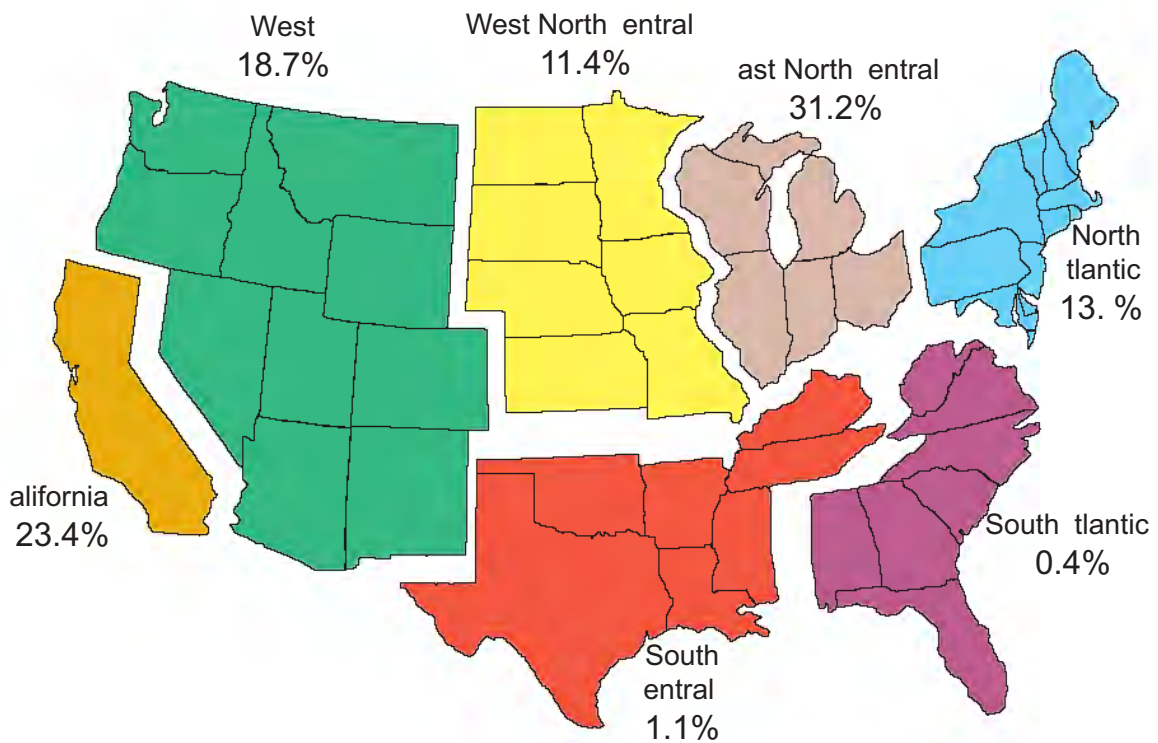 West
18.7%
West North entral
11.4%
ast North entral
31.2%
North
tlantic
13. %
alifornia
23.4%
South tlantic
0.4%
South
entral
1.1%